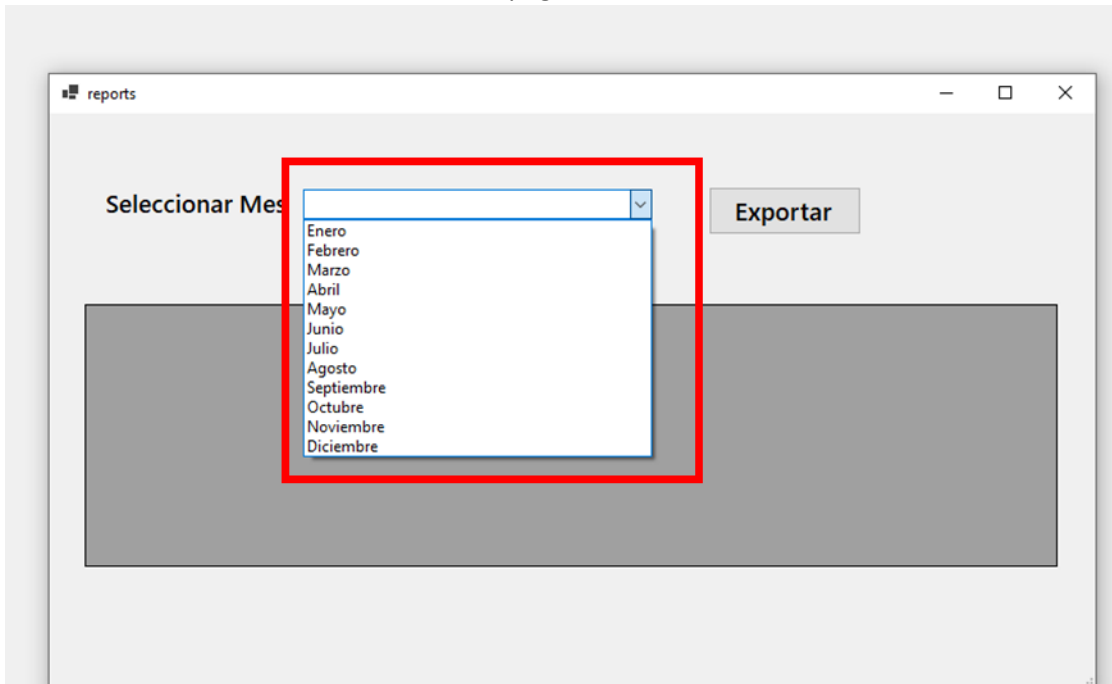 reports
Seleccionar Mes
Exportar
Enero
Febrero
Marzo
Abril
Mayo
Junio
Julio
Agosto
Septiembre
Octubre
Noviembre
Diciembre